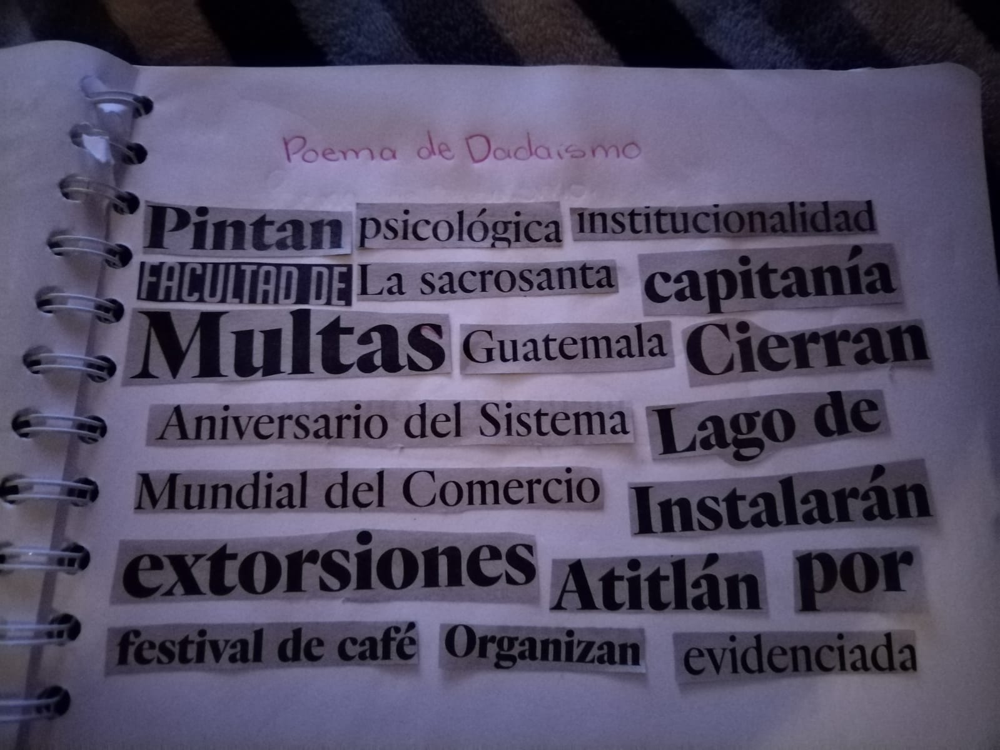 Poema de Dadaísmo
Pintan psicológica institucionalidad
FACULTAD DE La sacrosanta capitanía
Multas Guatemala Cierran
Aniversario del Sistema Lago de
Mundial del Comercio Instalarán
extorsiones Atitlán por
festival de café Organizan evidenciada